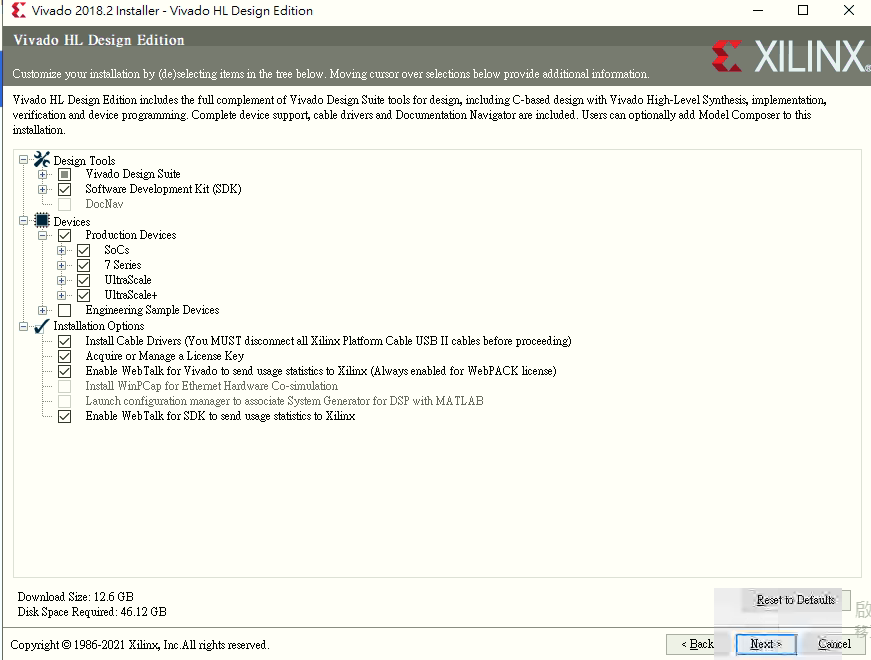 Vivado 2018.2 Installer - Vivado HL Design Edition
Vivado HL Design Edition
XILINX
Customize your installation by (de)selecting items in the tree below. Moving cursor over selections below provide additional information.
Vivado HL Design Edition includes the full complement of Vivado Design Suite tools for design, including C-based design with Vivado High-Level Synthesis, implementation,
verification and device programming. Complete device support, cable drivers and Documentation Navigator are included. Users can optionally add Model Composer to this
installation.
Design Tools
Vivado Design Suite
Software Development Kit (SDK)
DocNav
Devices
Production Devices
SoCs
7 Series
UltraScale
UltraScale+
Engineering Sample Devices
Installation Options
Install Cable Drivers (You MUST disconnect all Xilinx Platform Cable USB II cables before proceeding)
Acquire or Manage a License Key
Enable WebTalk for Vivado to send usage statistics to Xilinx (Always enabled for WebPACK license)
Install WinPCap for Ethernet Hardware Co-simulation
Launch configuration manager to associate System Generator for DSP with MATLAB
Enable WebTalk for SDK to send usage statistics to Xilinx
Download Size: 12.6 GB
Disk Space Required: 46.12 GB
Reset to Defaults
啟
移
Copyright © 1986-2021 Xilinx, Inc.All rights reserved.
< Back
Next >
Cancel